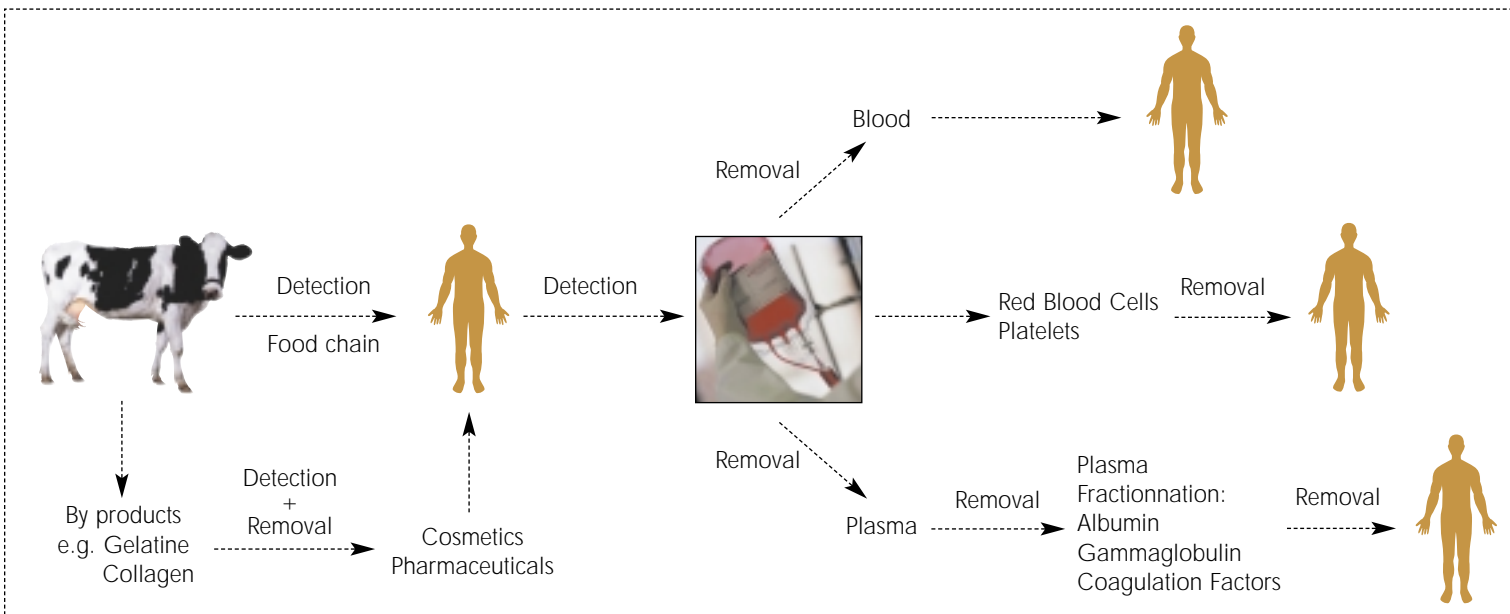 Blood
Removal
Detection
Food chain
Detection
Red Blood Cells
Platelets
Removal
Removal
By products
e.g. Gelatine
Collagen
Detection
+
Removal
Cosmetics
Pharmaceuticals
Plasma
Removal
Plasma
Fractionnation:
Albumin
Gammaglobulin
Coagulation Factors
Removal